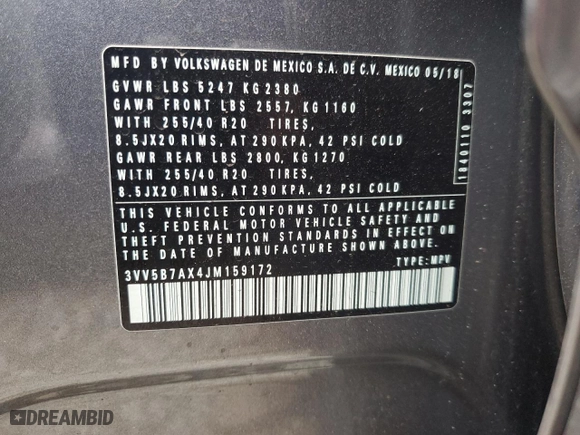 MFD BY VOLKSWAGEN DE MEXICO S.A. DE C.V. MEXICO 05/18
GVWR LBS 5247 KG 2380
GAWR FRONT LBS 2557, KG 1160
WITH 255/40 R20 TIRES,
8.5JX20 RIMS, AT 290 KPA, 42 PSI COLD
GAWR REAR LBS 2800, KG 1270
WITH 255/40 R20 TIRES,
8.5JX20 RIMS, AT 290 KPA, 42 PSI COLD
1840110 3307
THIS VEHICLE CONFORMS TO ALL APPLICABLE
U.S. FEDERAL MOTOR VEHICLE SAFETY AND
THEFT PREVENTION STANDARDS IN EFFECT ON
THE DATE OF MANUFACTURE SHOWN ABOVE.
3VV5B7AX4JM159172 TYPE: MPV
DREAMBID